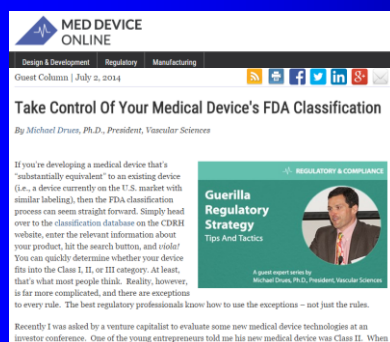 MED DEVICE
ONLINE
Design & Development Regulatory Manufacturing
Guest Column | July 2, 2014
Take Control Of Your Medical Device's FDA Classification
By Michael Drues, Ph.D., President, Vascular Sciences
If you're developing a medical device that's
"substantially equivalent" to an existing device
(i.e., a device currently on the U.S. market with
similar labeling), then the FDA classification
process can seem straight forward. Simply head
over to the classification database on the CDRH
website, enter the relevant information about
your product, hit the search button, and viola!
You can quickly determine whether your device
fits into the Class I, II, or III category. At least,
that's what most people think. Reality, however,
is far more complicated, and there are exceptions
to every rule. The best regulatory professionals know how to use the exceptions – not just the rules.
REGULATORY & COMPLIANCE
Guerilla
Regulatory
Strategy
Tips And Tactics
A guest expert series by
Michael Drues, Ph.D., President, Vascular Sciences
Recently I was asked by a venture capitalist to evaluate some new medical device technologies at an
investor conference. One of the young entrepreneurs told me his new medical device was Class II. When